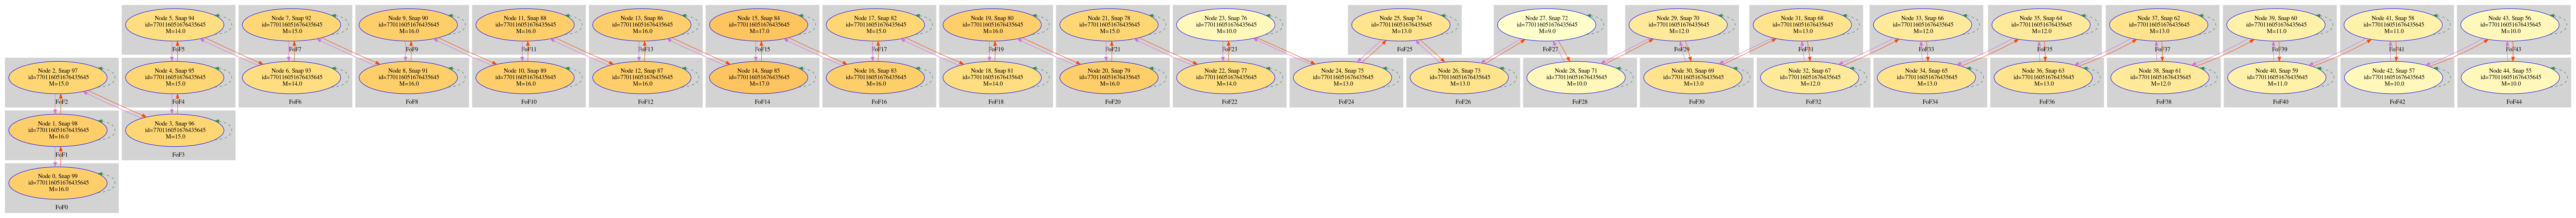 Node 5, Snap 94
id=770116051676435645
M=14.0
FoF5
Node 7, Snap 92
id=770116051676435645
M=15.0
FoF7
Node 9, Snap 90
id=770116051676435645
M=16.0
FoF9
Node 11, Snap 88
id=770116051676435645
M=16.0
FoF11
Node 13, Snap 86
id=770116051676435645
M=16.0
FoF13
Node 15, Snap 84
id=770116051676435645
M=17.0
FoF15
Node 17, Snap 82
id=770116051676435645
M=15.0
FoF17
Node 19, Snap 80
id=770116051676435645
M=16.0
FoF19
Node 21, Snap 78
id=770116051676435645
M=15.0
FoF21
Node 23, Snap 76
id=770116051676435645
M=10.0
FoF23
Node 25, Snap 74
id=770116051676435645
M=13.0
FoF25
Node 27, Snap 72
id=770116051676435645
M=9.0
FoF27
Node 29, Snap 70
id=770116051676435645
M=12.0
FoF29
Node 31, Snap 68
id=770116051676435645
M=13.0
FoF31
Node 33, Snap 66
id=770116051676435645
M=12.0
FoF33
Node 35, Snap 64
id=770116051676435645
M=12.0
FoF35
Node 37, Snap 62
id=770116051676435645
M=13.0
FoF37
Node 39, Snap 60
id=770116051676435645
M=11.0
FoF39
Node 41, Snap 58
id=770116051676435645
M=11.0
FoF41
Node 43, Snap 56
id=770116051676435645
M=10.0
FoF43
Node 2, Snap 97
id=770116051676435645
M=15.0
FoF2
Node 4, Snap 95
id=770116051676435645
M=15.0
FoF4
Node 6, Snap 93
id=770116051676435645
M=14.0
FoF6
Node 8, Snap 91
id=770116051676435645
M=16.0
FoF8
Node 10, Snap 89
id=770116051676435645
M=16.0
FoF10
Node 12, Snap 87
id=770116051676435645
M=16.0
FoF12
Node 14, Snap 85
id=770116051676435645
M=17.0
FoF14
Node 16, Snap 83
id=770116051676435645
M=16.0
FoF16
Node 18, Snap 81
id=770116051676435645
M=14.0
FoF18
Node 20, Snap 79
id=770116051676435645
M=16.0
FoF20
Node 22, Snap 77
id=770116051676435645
M=14.0
FoF22
Node 24, Snap 75
id=770116051676435645
M=13.0
FoF24
Node 26, Snap 73
id=770116051676435645
M=13.0
FoF26
Node 28, Snap 71
id=770116051676435645
M=10.0
FoF28
Node 30, Snap 69
id=770116051676435645
M=13.0
FoF30
Node 32, Snap 67
id=770116051676435645
M=12.0
FoF32
Node 34, Snap 65
id=770116051676435645
M=13.0
FoF34
Node 36, Snap 63
id=770116051676435645
M=13.0
FoF36
Node 38, Snap 61
id=770116051676435645
M=12.0
FoF38
Node 40, Snap 59
id=770116051676435645
M=11.0
FoF40
Node 42, Snap 57
id=770116051676435645
M=10.0
FoF42
Node 44, Snap 55
id=770116051676435645
M=10.0
FoF44
Node 1, Snap 98
id=770116051676435645
M=16.0
FoF1
Node 3, Snap 96
id=770116051676435645
M=15.0
FoF3
Node 0, Snap 99
id=770116051676435645
M=16.0
FoF0